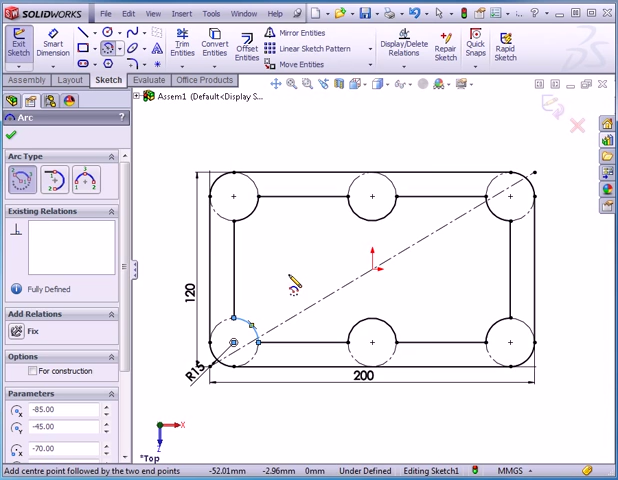 SOLIDWORKS File Edit View Insert Tools Window
Exit Sketch
Smart Dimension
Trim Entities
Convert Entities
Offset Entities
Mirror Entities
Linear Sketch Pattern
Move Entities
Display/Delete Relations
Repair Sketch
Quick Snaps
Rapid Sketch
Assembly Layout Sketch Evaluate Office Products
Arc ?
Assem1 (Default<Display S...
Arc Type
Existing Relations
Fully Defined
Add Relations
Fix
Options
For construction
Parameters
-85.00
-45.00
-70.00
120
R15
200
X
Z
*Top
Add centre point followed by the two end points -52.01mm -2.96mm 0mm Under Defined Editing Sketch1 MMGS